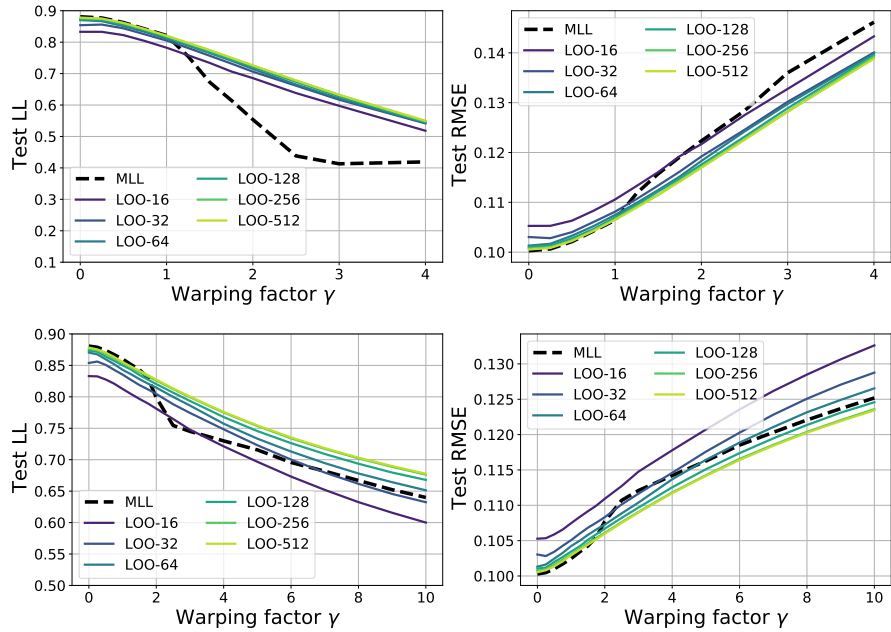 0.9
0.8
0.7
0.6
0.5
0.4
0.3
0.2
0.1
Test LL
MLL
LOO-16
LOO-32
LOO-64
LOO-128
LOO-256
LOO-512
0 1 2 3 4
Warping factor γ
0.14
0.13
0.12
0.11
0.10
Test RMSE
MLL
LOO-16
LOO-32
LOO-64
LOO-128
LOO-256
LOO-512
0 1 2 3 4
Warping factor γ
0.90
0.85
0.80
0.75
0.70
0.65
0.60
0.55
0.50
Test LL
MLL
LOO-16
LOO-32
LOO-64
LOO-128
LOO-256
LOO-512
0 2 4 6 8 10
Warping factor γ
0.130
0.125
0.120
0.115
0.110
0.105
0.100
Test RMSE
MLL
LOO-16
LOO-32
LOO-64
LOO-128
LOO-256
LOO-512
0 2 4 6 8 10
Warping factor γ